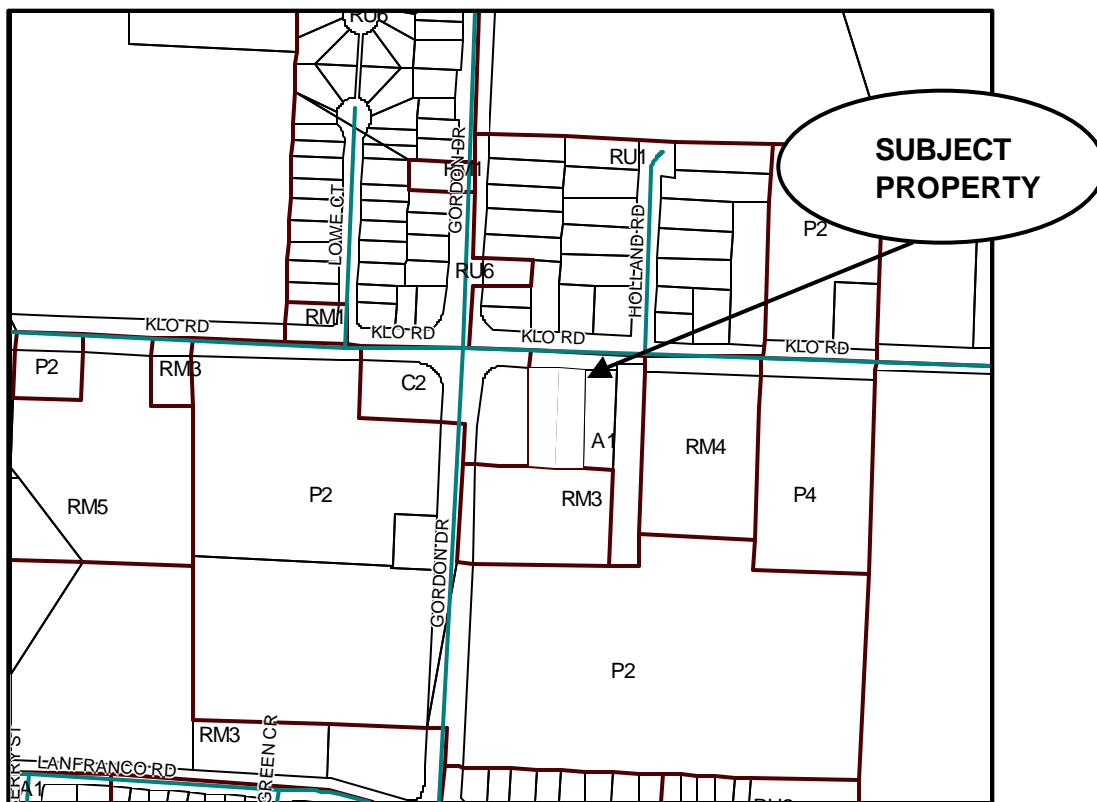 RU6
RM1
GORDON DR
RU1
SUBJECT
PROPERTY
LOWE CT
HOLLAND RD
P2
RU6
RM1
KLO RD
KLO RD
KLO RD
KLO RD
P2
RM3
C2
A1
RM4
RM5
P2
RM3
P4
GORDON DR
P2
RM3
GREEN CR
LANFRANCO RD
A1